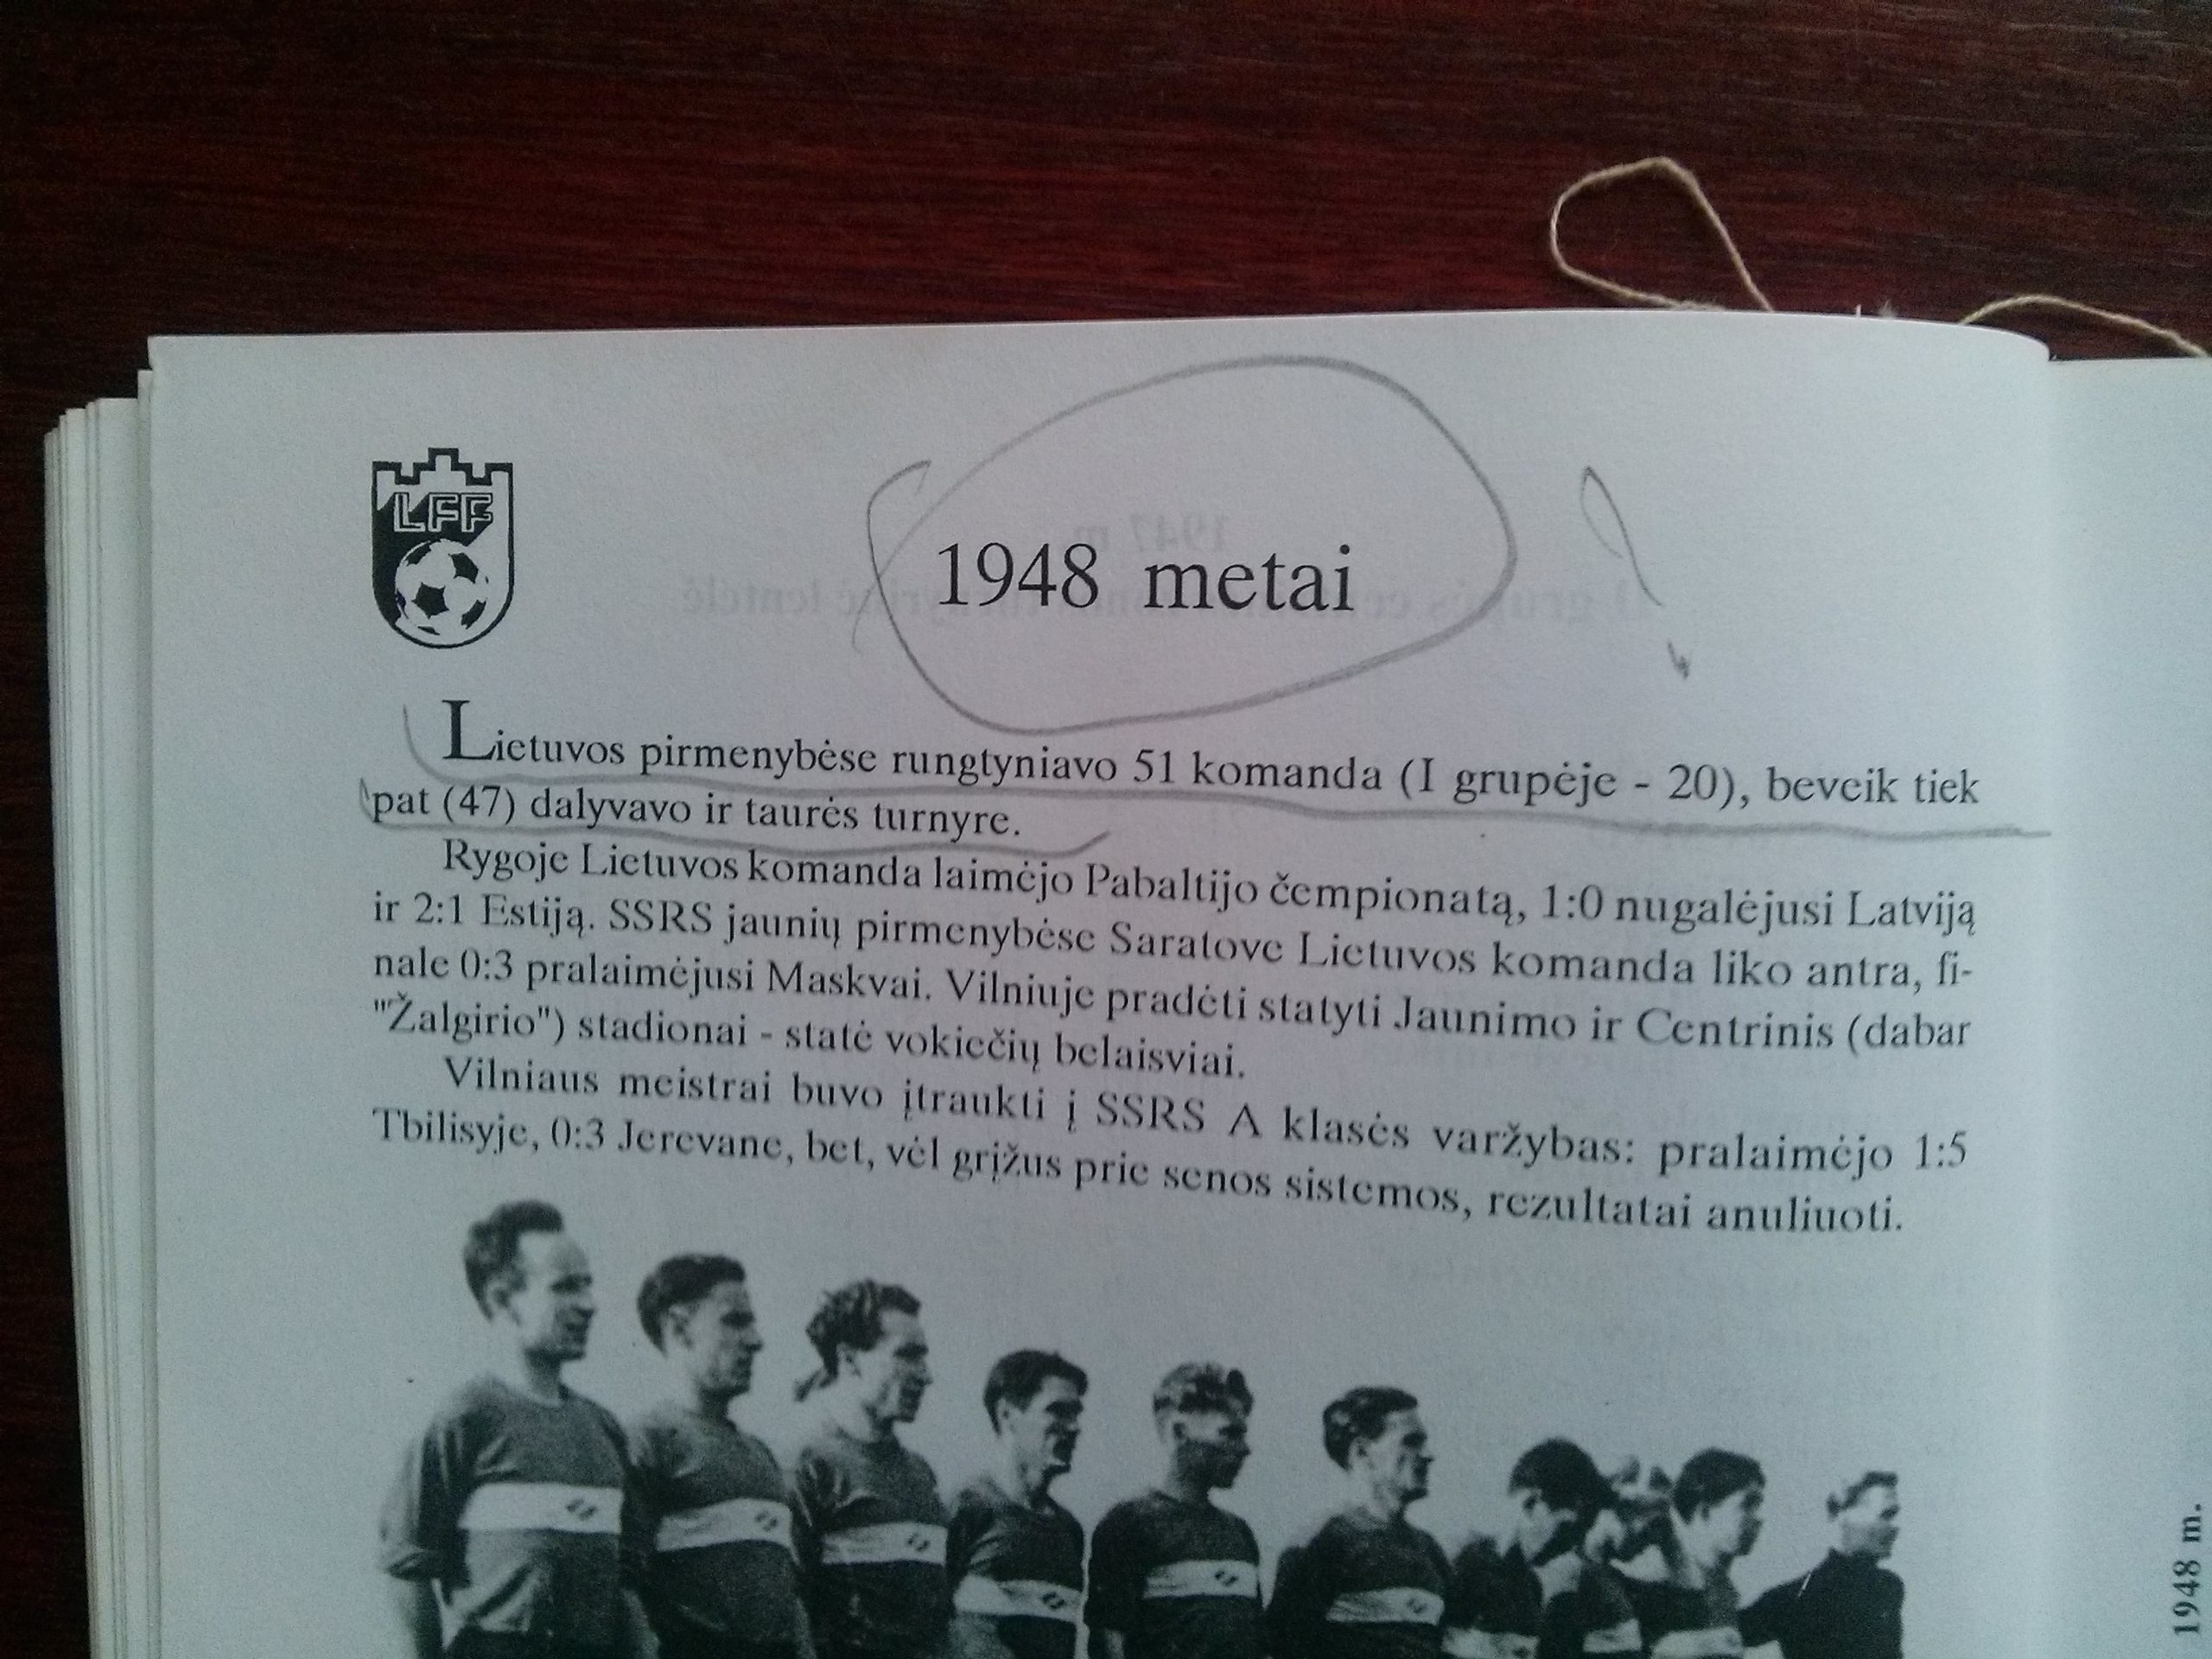 LFF
1948 metai
Lietuvos pirmenybėse rungtyniavo 51 komanda (I grupėje - 20), beveik tiek
pat (47) dalyvavo ir taurės turnyre.
Rygoje Lietuvos komanda laimėjo Pabaltijo čempionatą, 1:0 nugalėjusi Latviją
ir 2:1 Estiją. SSRS jaunių pirmenybėse Saratove Lietuvos komanda liko antra, fi-
nale 0:3 pralaimėjusi Maskvai. Vilniuje pradėti statyti Jaunimo ir Centrinis (dabar
"Žalgirio") stadionai - statė vokiečių belaisviai.
Vilniaus meistrai buvo įtraukti į SSRS A klasės varžybas: pralaimėjo 1:5
Tbilisyje, 0:3 Jerevane, bet, vėl grįžus prie senos sistemos, rezultatai anuliuoti.
1948 m.